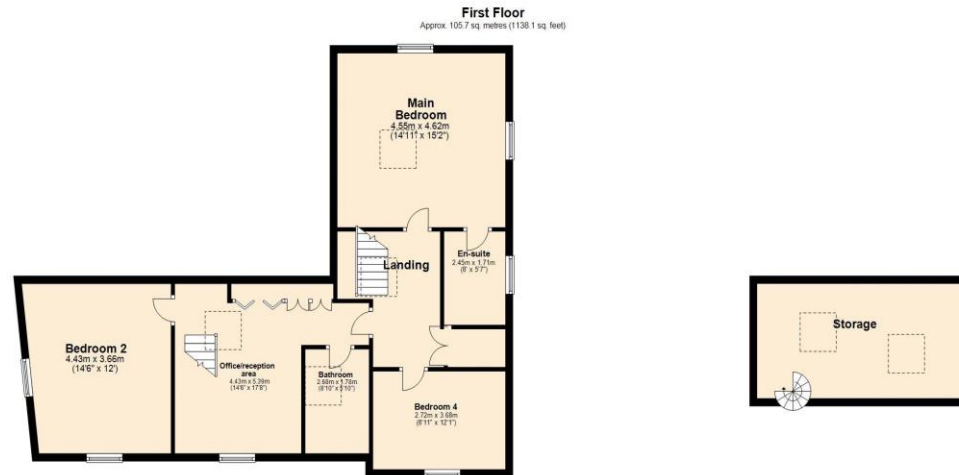 First Floor
Approx. 105.7 sq. metres (1138.1 sq. feet)
Main
Bedroom
4.55m x 4.62m
(14'11" x 15'2")
En-suite
2.45m x 1.71m
(8' x 5'7")
Landing
Storage
Bedroom 2
4.43m x 3.66m
(14'6" x 12')
Office/reception
area
4.43m x 5.39m
(14'6" x 17'8")
Bathroom
2.68m x 1.78m
(8'10" x 5'10")
Bedroom 4
2.72m x 3.68m
(8'11" x 12'1")